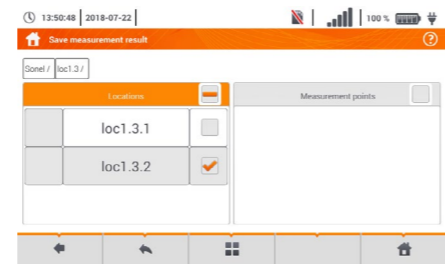 13:50:48 2018-07-22 100 %
Save measurement result
Sonel / loc1.3 /
Locations Measurement points
loc1.3.1
loc1.3.2